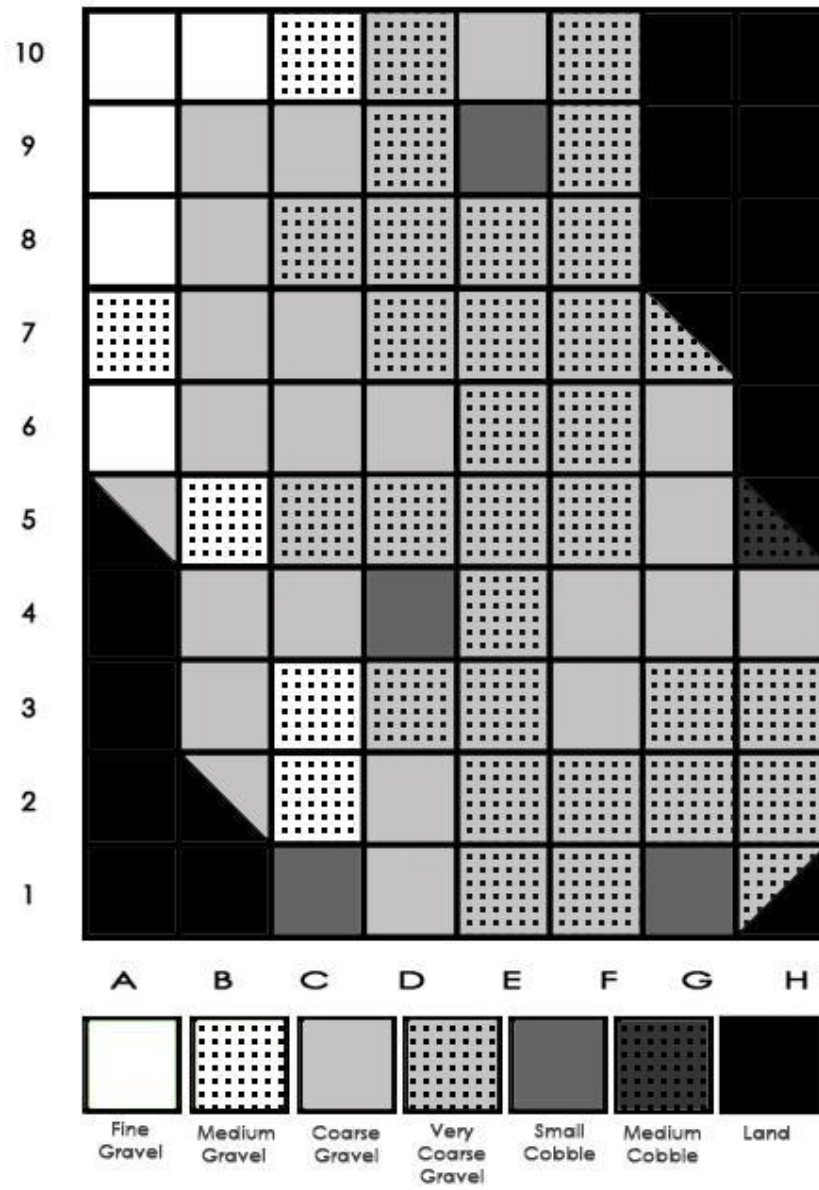 10
9
8
7
6
5
4
3
2
1
A B C D E F G H
Fine
Gravel
Medium
Gravel
Coarse
Gravel
Very
Coarse
Gravel
Small
Cobble
Medium
Cobble
Land